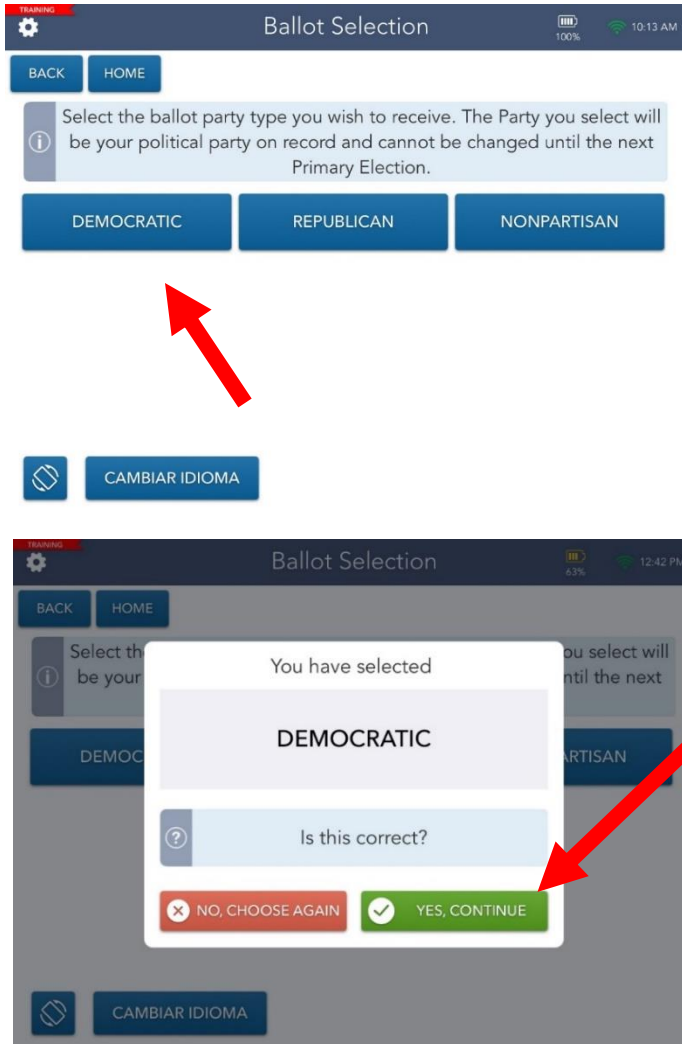 TRAINING
Ballot Selection
100%
10:13 AM
BACK
HOME
Select the ballot party type you wish to receive. The Party you select will
be your political party on record and cannot be changed until the next
Primary Election.
DEMOCRATIC
REPUBLICAN
NONPARTISAN
CAMBIAR IDIOMA
TRAINING
Ballot Selection
63%
12:42 PM
BACK
HOME
Select th
ou select will
be your
ntil the next
You have selected
DEMOC
DEMOCRATIC
ARTISAN
Is this correct?
NO, CHOOSE AGAIN
YES, CONTINUE
CAMBIAR IDIOMA